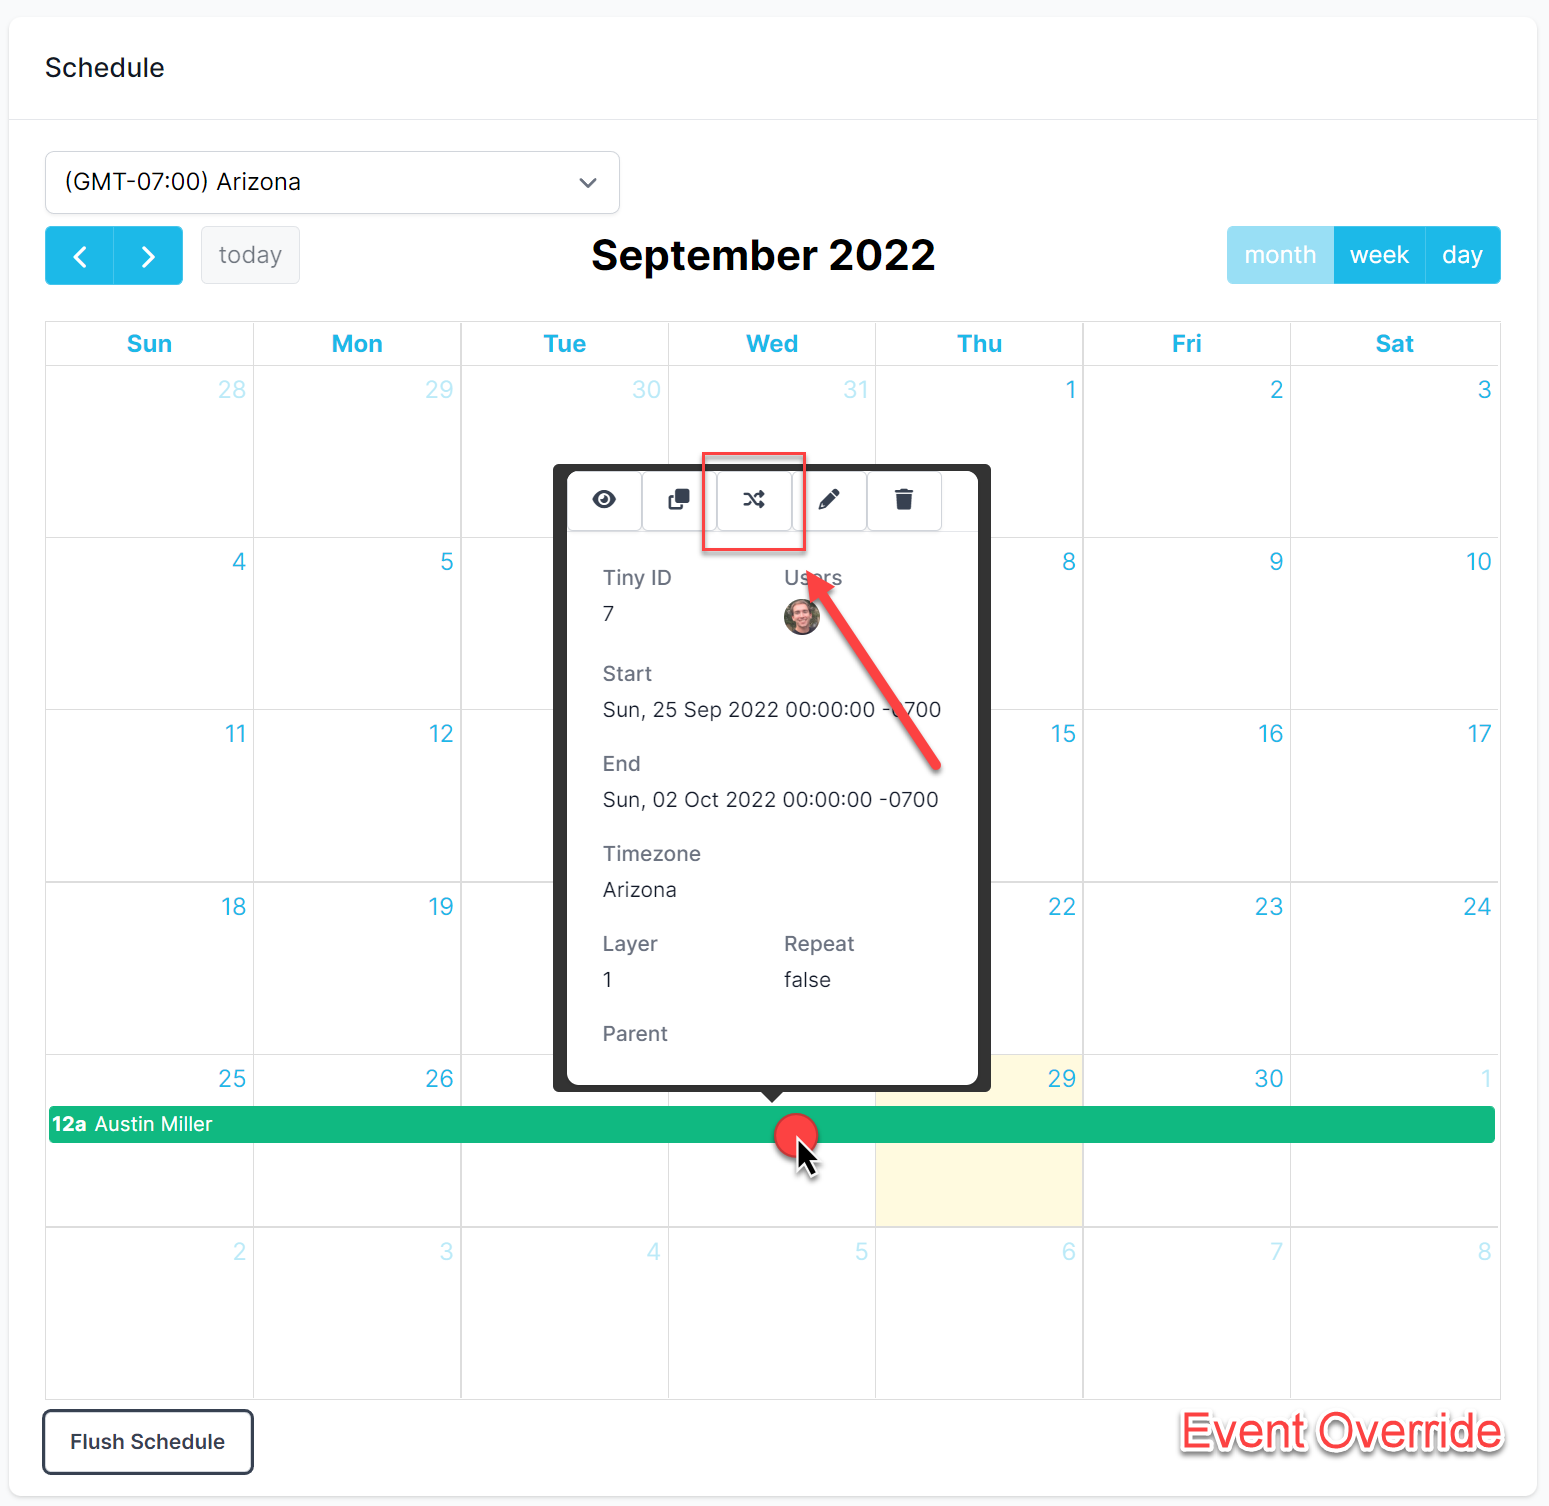 Schedule
(GMT-07:00) Arizona
today
September 2022
month week day
Sun Mon Tue Wed Thu Fri Sat
28 29 30 31 1 2 3
4 5 8 9 10
11 12 15 16 17
18 19 22 23 24
25 26 29 30 1
12a Austin Miller
2 3 4 5 6 7 8
Tiny ID Users
7
Start
Sun, 25 Sep 2022 00:00:00 -0700
End
Sun, 02 Oct 2022 00:00:00 -0700
Timezone
Arizona
Layer Repeat
1 false
Parent
Flush Schedule
Event Override